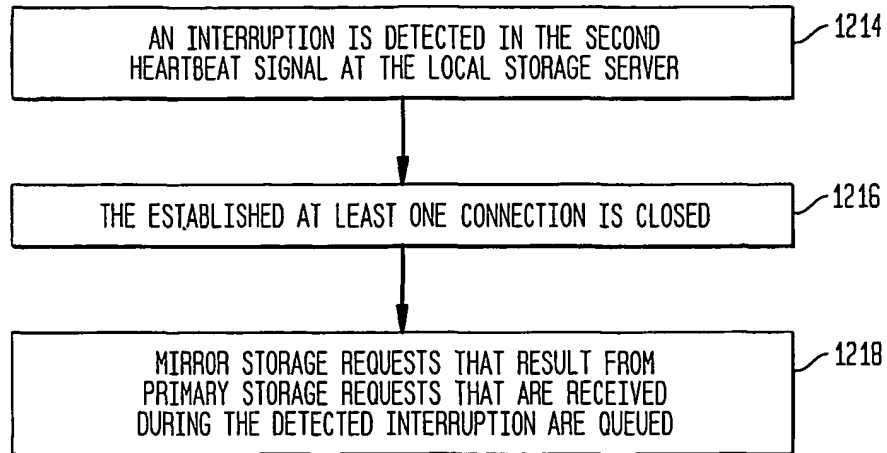 AN INTERRUPTION IS DETECTED IN THE SECOND
HEARTBEAT SIGNAL AT THE LOCAL STORAGE SERVER
1214
THE ESTABLISHED AT LEAST ONE CONNECTION IS CLOSED
1216
MIRROR STORAGE REQUESTS THAT RESULT FROM
PRIMARY STORAGE REQUESTS THAT ARE RECEIVED
DURING THE DETECTED INTERRUPTION ARE QUEUED
1218